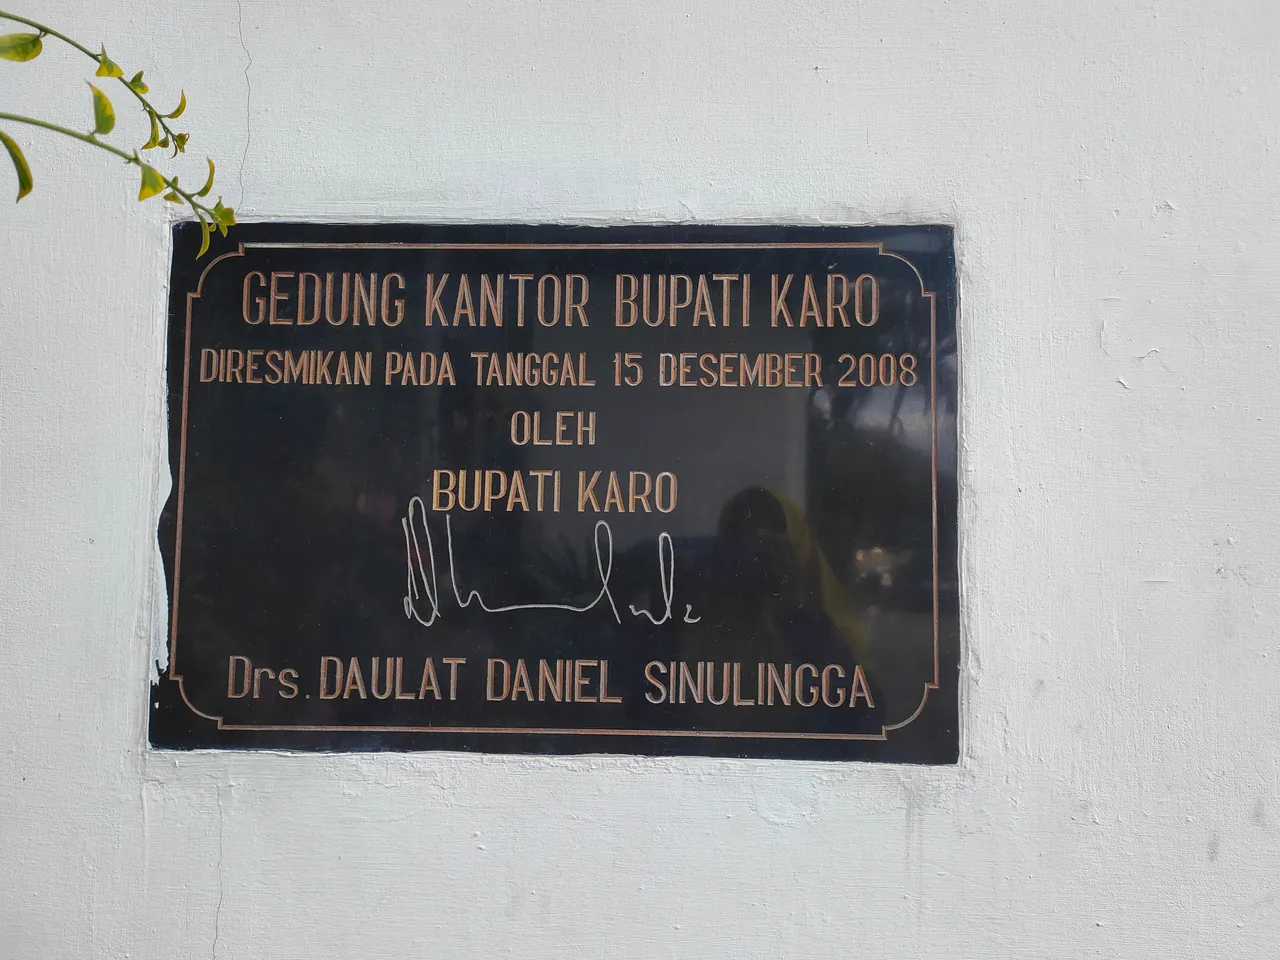 GEDUNG KANTOR BUPATI KARO
DIRESMIKAN PADA TANGGAL 15 DESEMBER 2008
OLEH
BUPATI KARO
Drs. DAULAT DANIEL SINULINGGA